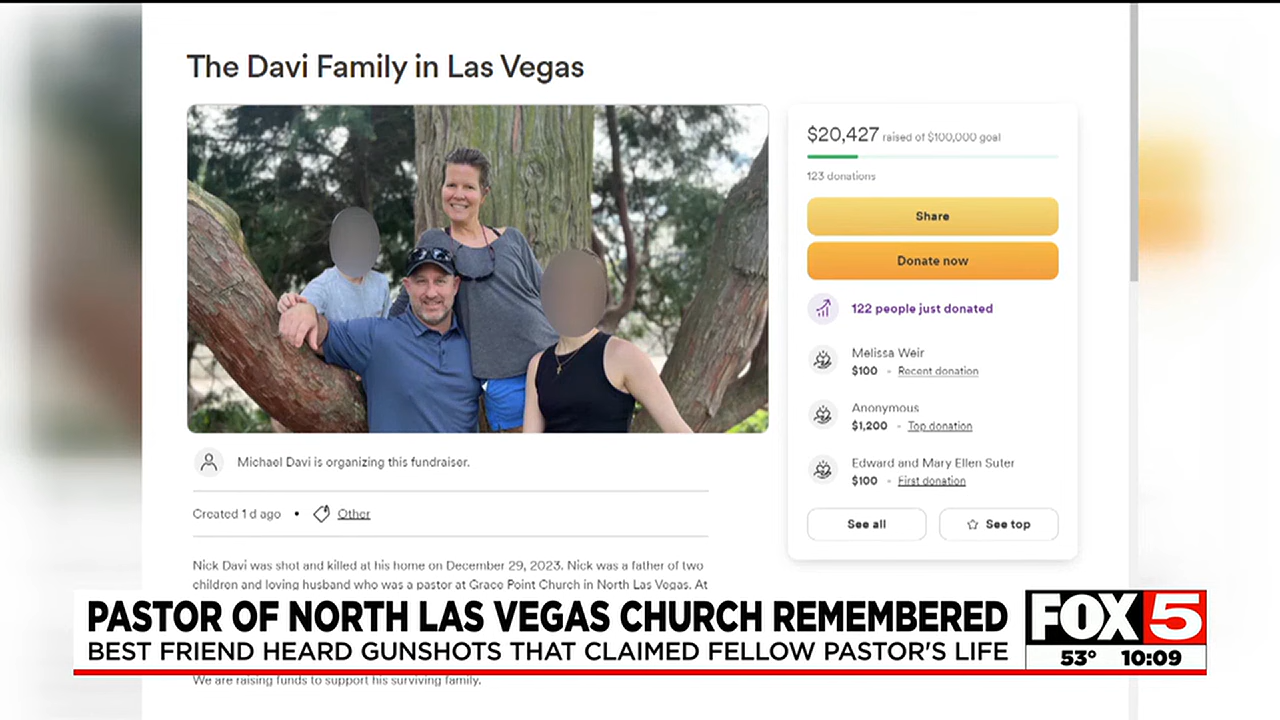 The Davi Family in Las Vegas
$20,427 raised of $100,000 goal
123 donations
Share
Donate now
122 people just donated
Melissa Weir
$100 • Recent donation
Anonymous
$1,200 • Top donation
Edward and Mary Ellen Suter
$100 • First donation
See all
See top
Michael Davi is organizing this fundraiser.
Created 1 d ago • Other
Nick Davi was shot and killed at his home on December 29, 2023. Nick was a father of two
children and loving husband who was a pastor at Grace Point Church in North Las Vegas. At
PASTOR OF NORTH LAS VEGAS CHURCH REMEMBERED
BEST FRIEND HEARD GUNSHOTS THAT CLAIMED FELLOW PASTOR'S LIFE
FOX 5
53° 10:09
We are raising funds to support his surviving family.